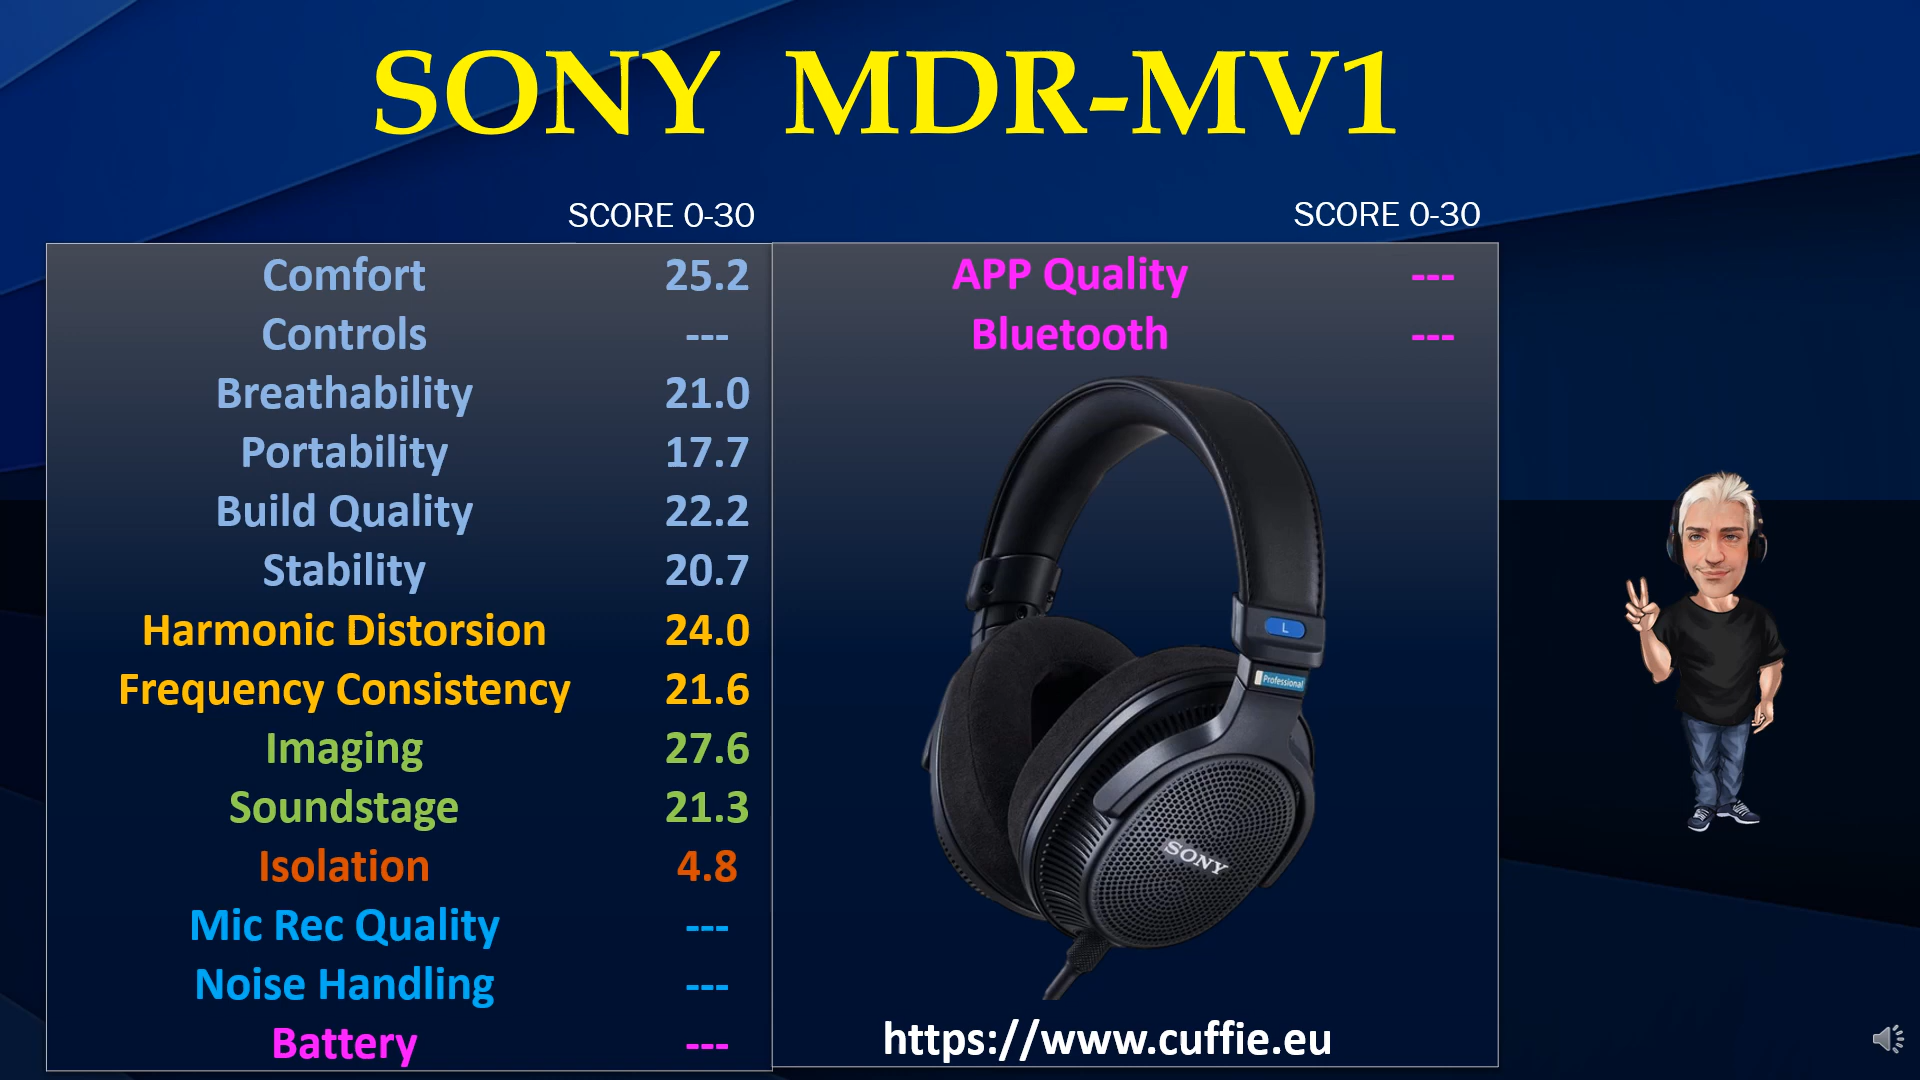 SONY MDR-MV1
SCORE 0-30
SCORE 0-30
Comfort 25.2
Controls ---
Breathability 21.0
Portability 17.7
Build Quality 22.2
Stability 20.7
Harmonic Distorsion 24.0
Frequency Consistency 21.6
Imaging 27.6
Soundstage 21.3
Isolation 4.8
Mic Rec Quality ---
Noise Handling ---
Battery ---
APP Quality ---
Bluetooth ---
L
Professional
SONY
https://www.cuffie.eu